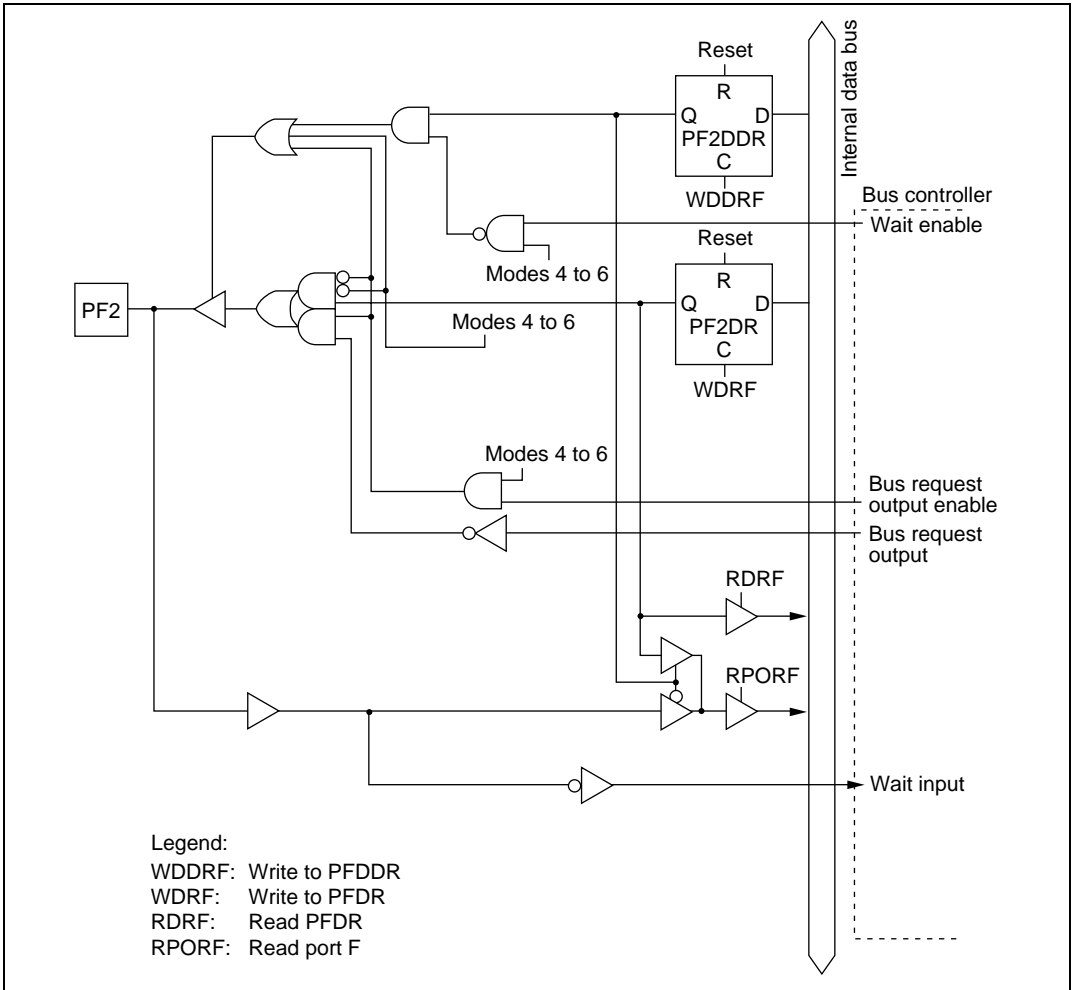 Reset
R
Q D
PF2DDR
C
WDDRF
Internal data bus
Bus controller
Wait enable
Modes 4 to 6
Reset
R
Q D
PF2DR
C
WDRF
PF2
Modes 4 to 6
Modes 4 to 6
Bus request
output enable
Bus request
output
RDRF
RPORF
Wait input
Legend:
WDDRF: Write to PFDDR
WDRF: Write to PFDR
RDRF: Read PFDR
RPORF: Read port F